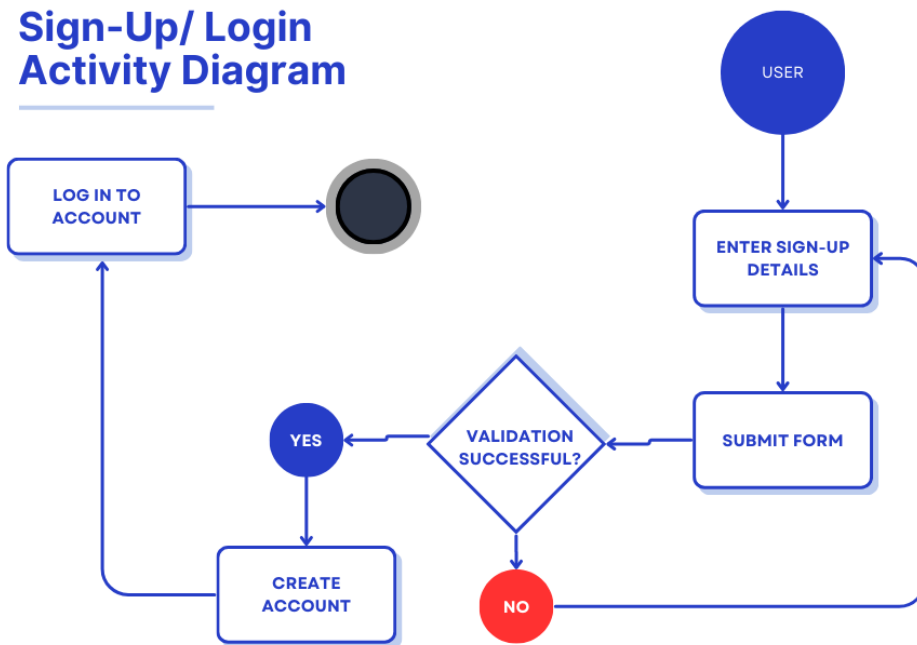 Sign-Up/ Login
Activity Diagram
USER
LOG IN TO
ACCOUNT
ENTER SIGN-UP
DETAILS
YES
VALIDATION
SUCCESSFUL?
SUBMIT FORM
CREATE
ACCOUNT
NO